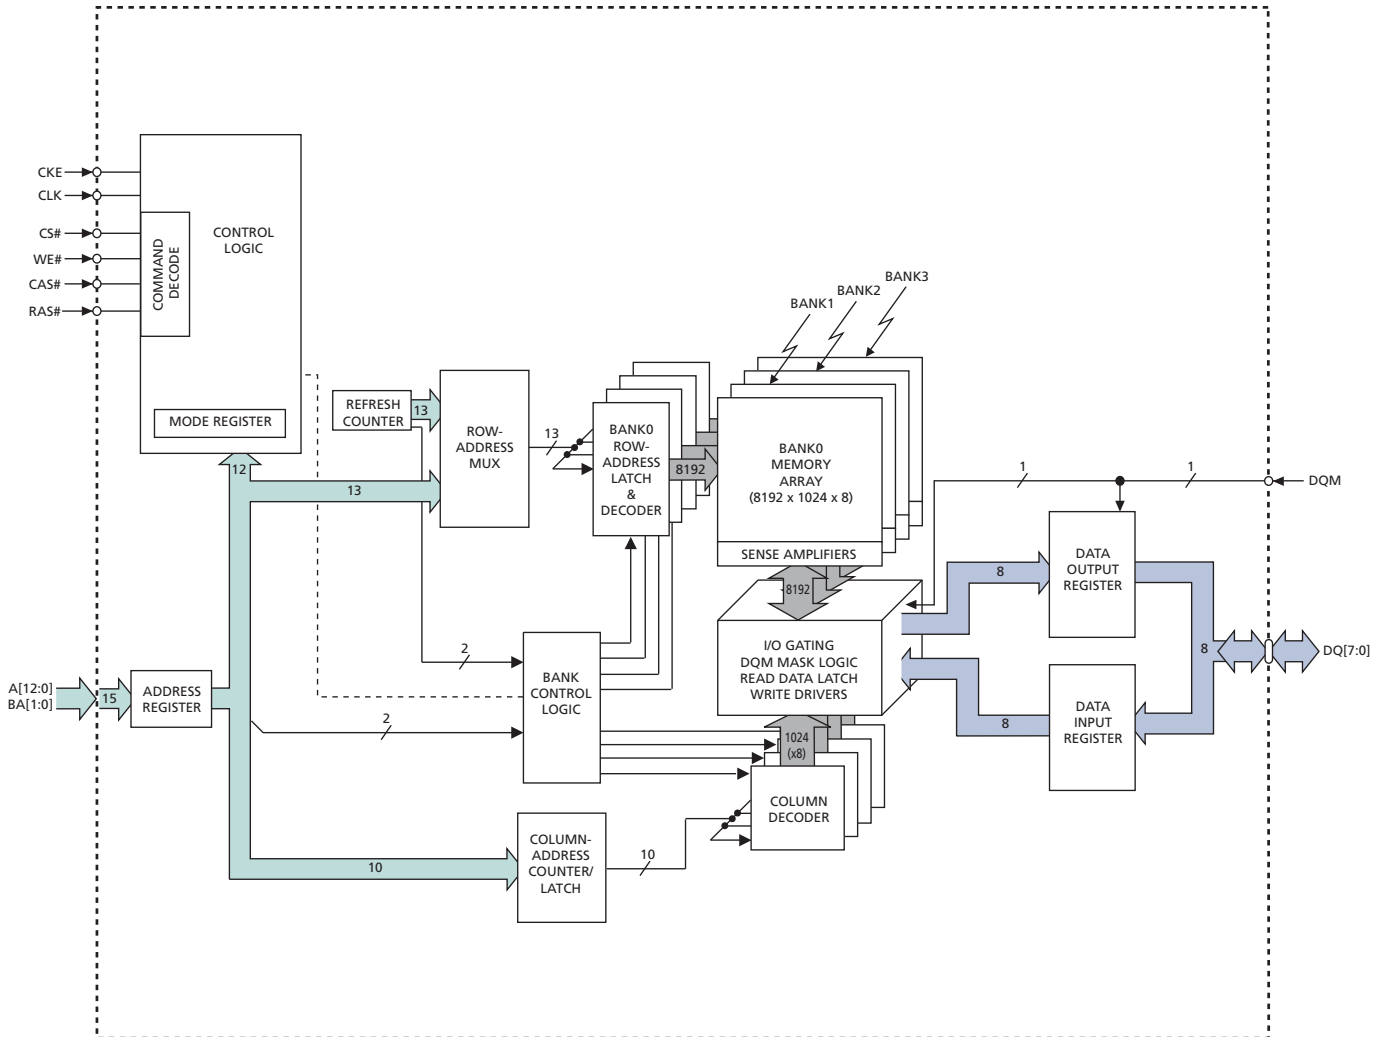 CKE
CLK
CS#
WE#
CAS#
RAS#
COMMAND
DECODE
CONTROL
LOGIC
MODE REGISTER
12
REFRESH
COUNTER
13
13
ROW-
ADDRESS
MUX
13
BANK0
ROW-
ADDRESS
LATCH
&
DECODER
8192
BANK1
BANK2
BANK3
BANK0
MEMORY
ARRAY
(8192 x 1024 x 8)
SENSE AMPLIFIERS
8192
I/O GATING
DQM MASK LOGIC
READ DATA LATCH
WRITE DRIVERS
1024
(x8)
COLUMN
DECODER
1
1
DQM
DATA
OUTPUT
REGISTER
8
8
8
DATA
INPUT
REGISTER
DQ[7:0]
A[12:0]
BA[1:0]
15
ADDRESS
REGISTER
2
2
BANK
CONTROL
LOGIC
10
COLUMN-
ADDRESS
COUNTER/
LATCH
10